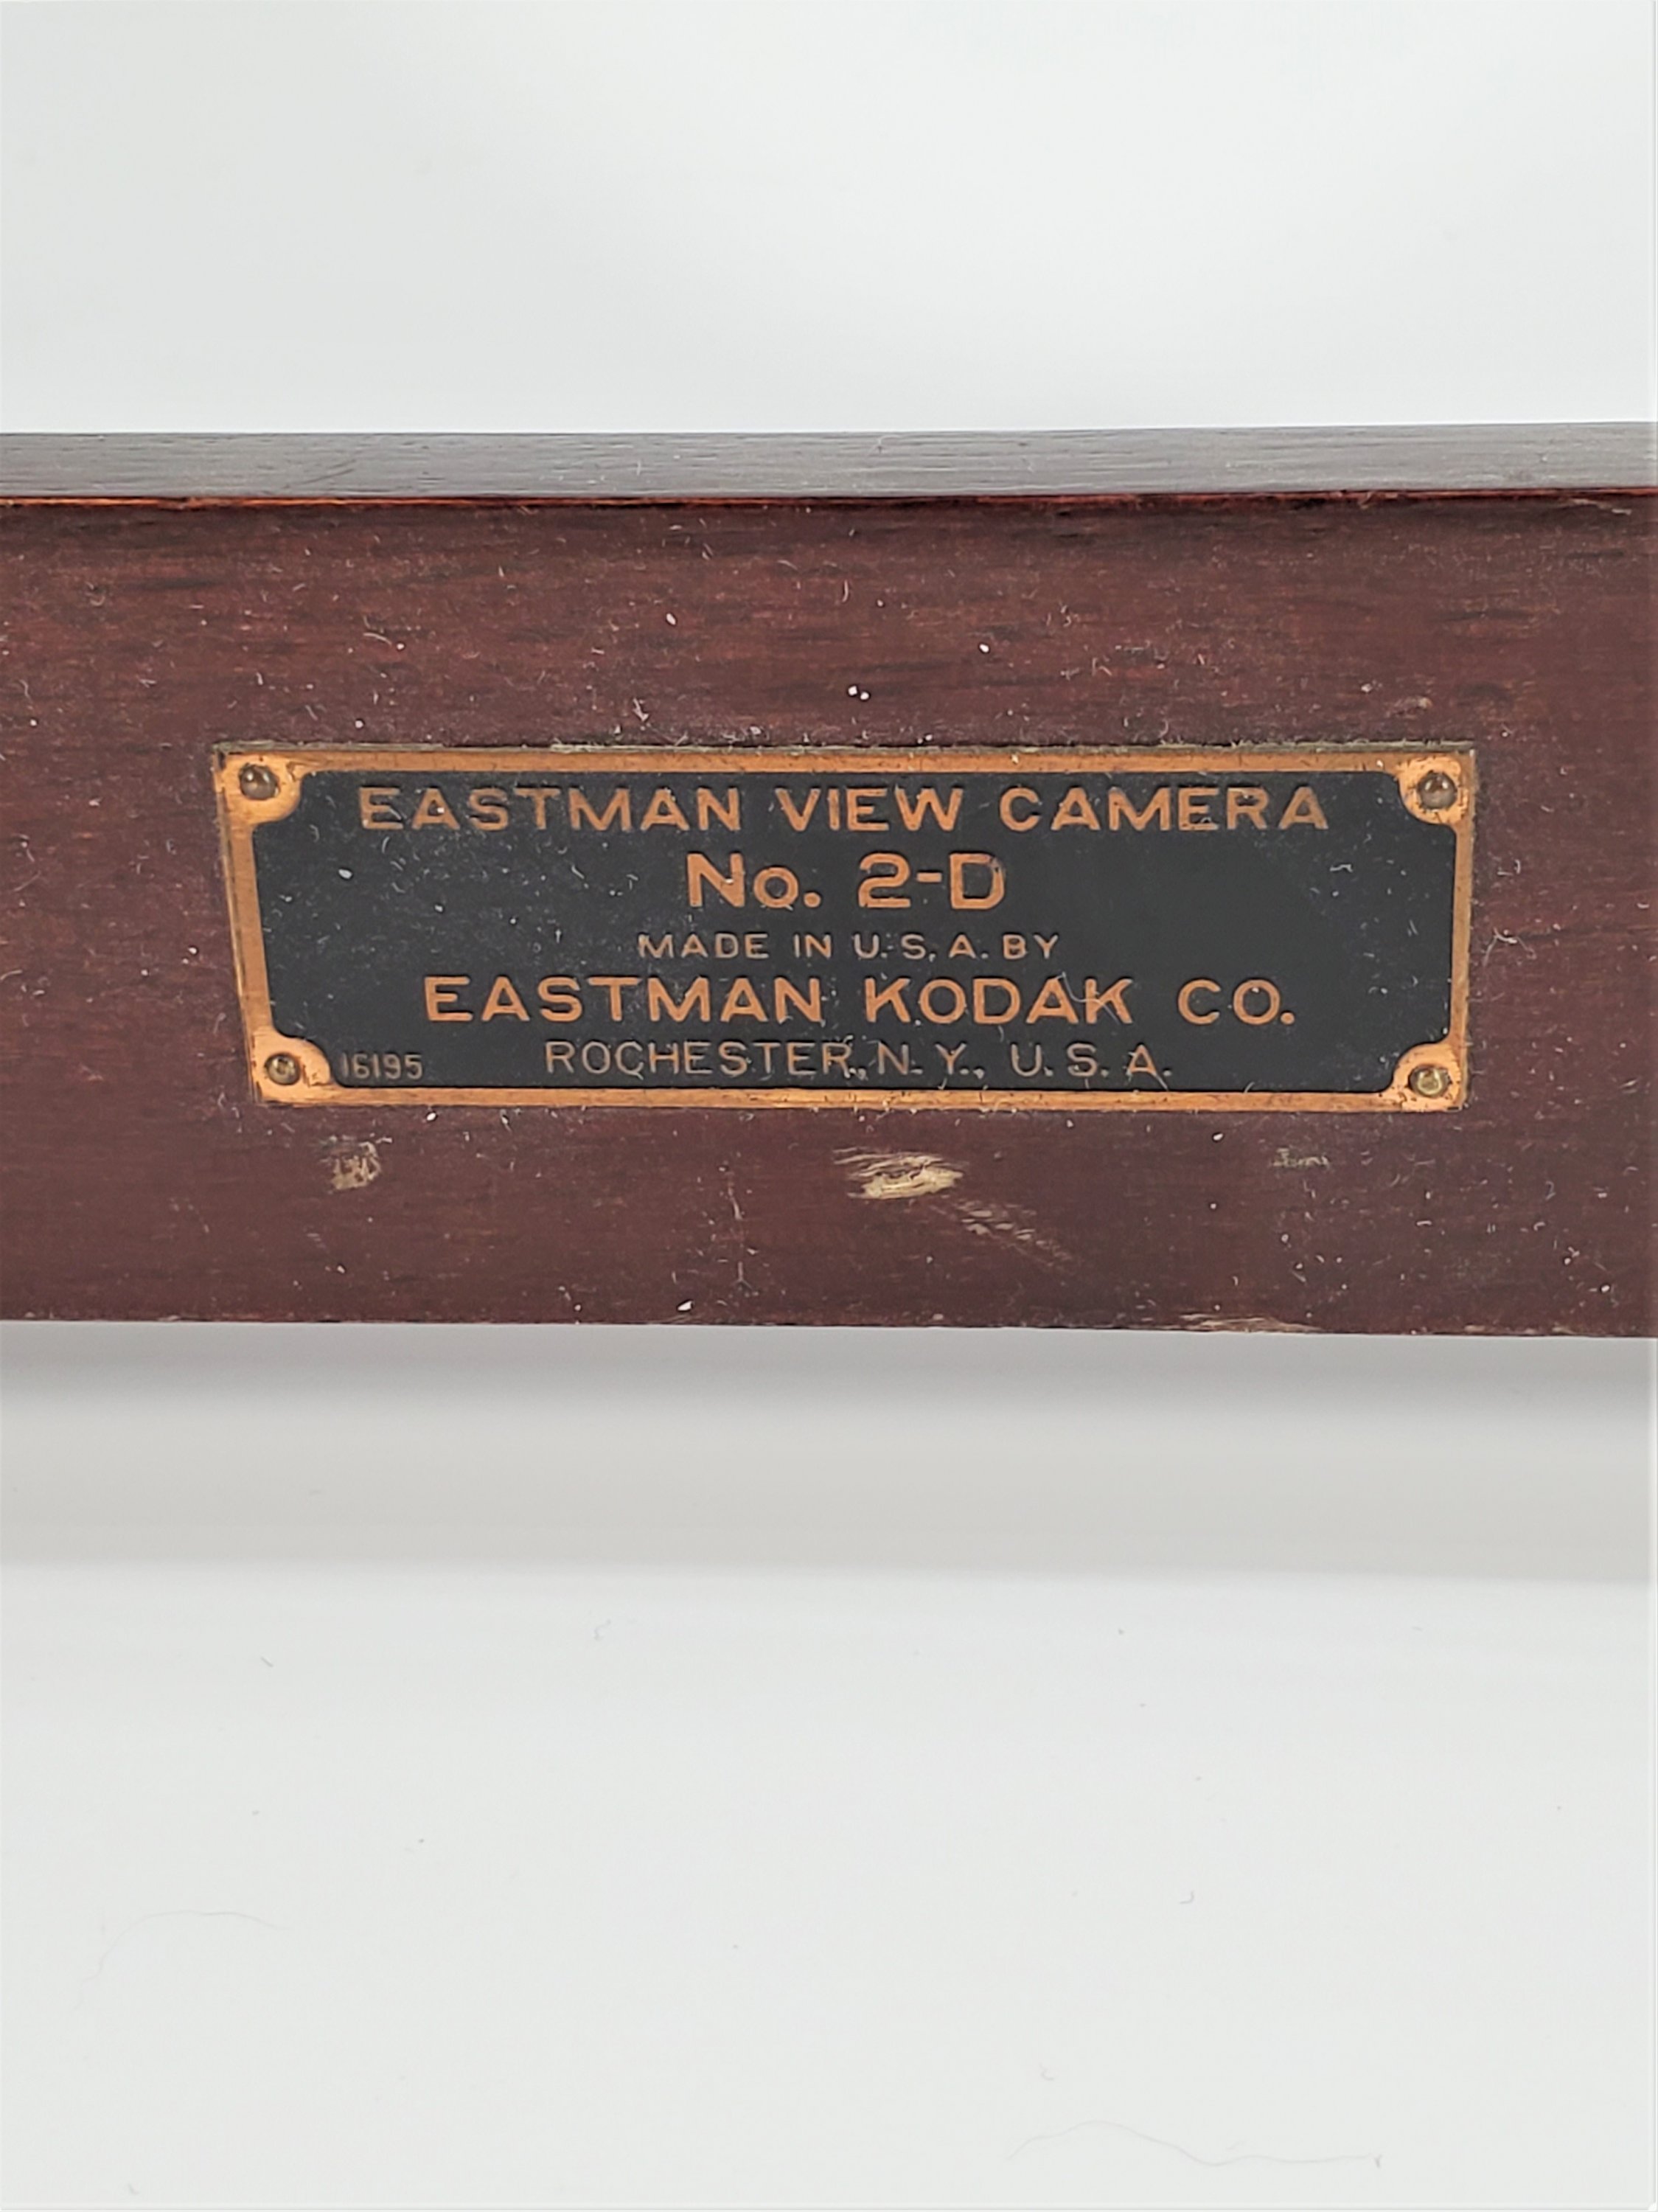 EASTMAN VIEW CAMERA
No. 2-D
MADE IN U.S.A. BY
EASTMAN KODAK CO.
16195 ROCHESTER, N.Y., U.S.A.